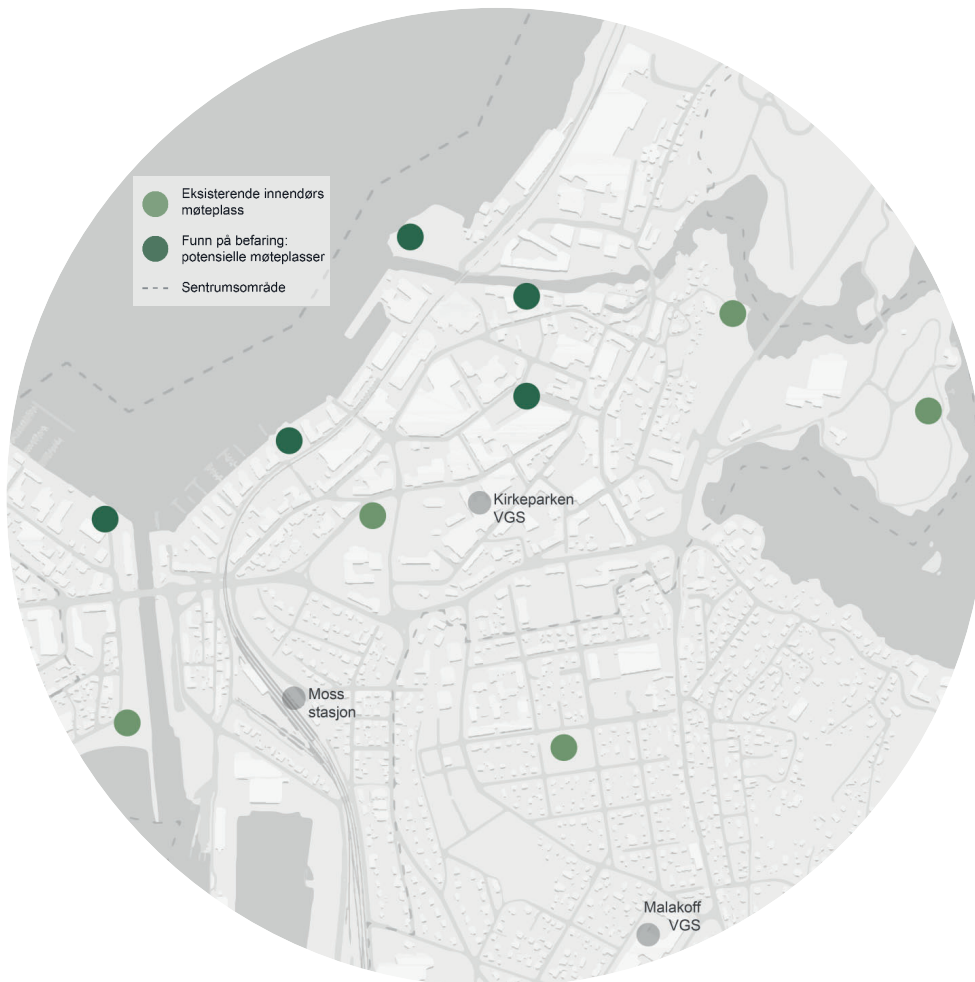 Eksisterende innendørs
møteplass
Funn på befaring:
potensielle møteplasser
Sentrumsområde
Kirkeparken
VGS
Moss
stasjon
Malakoff
VGS